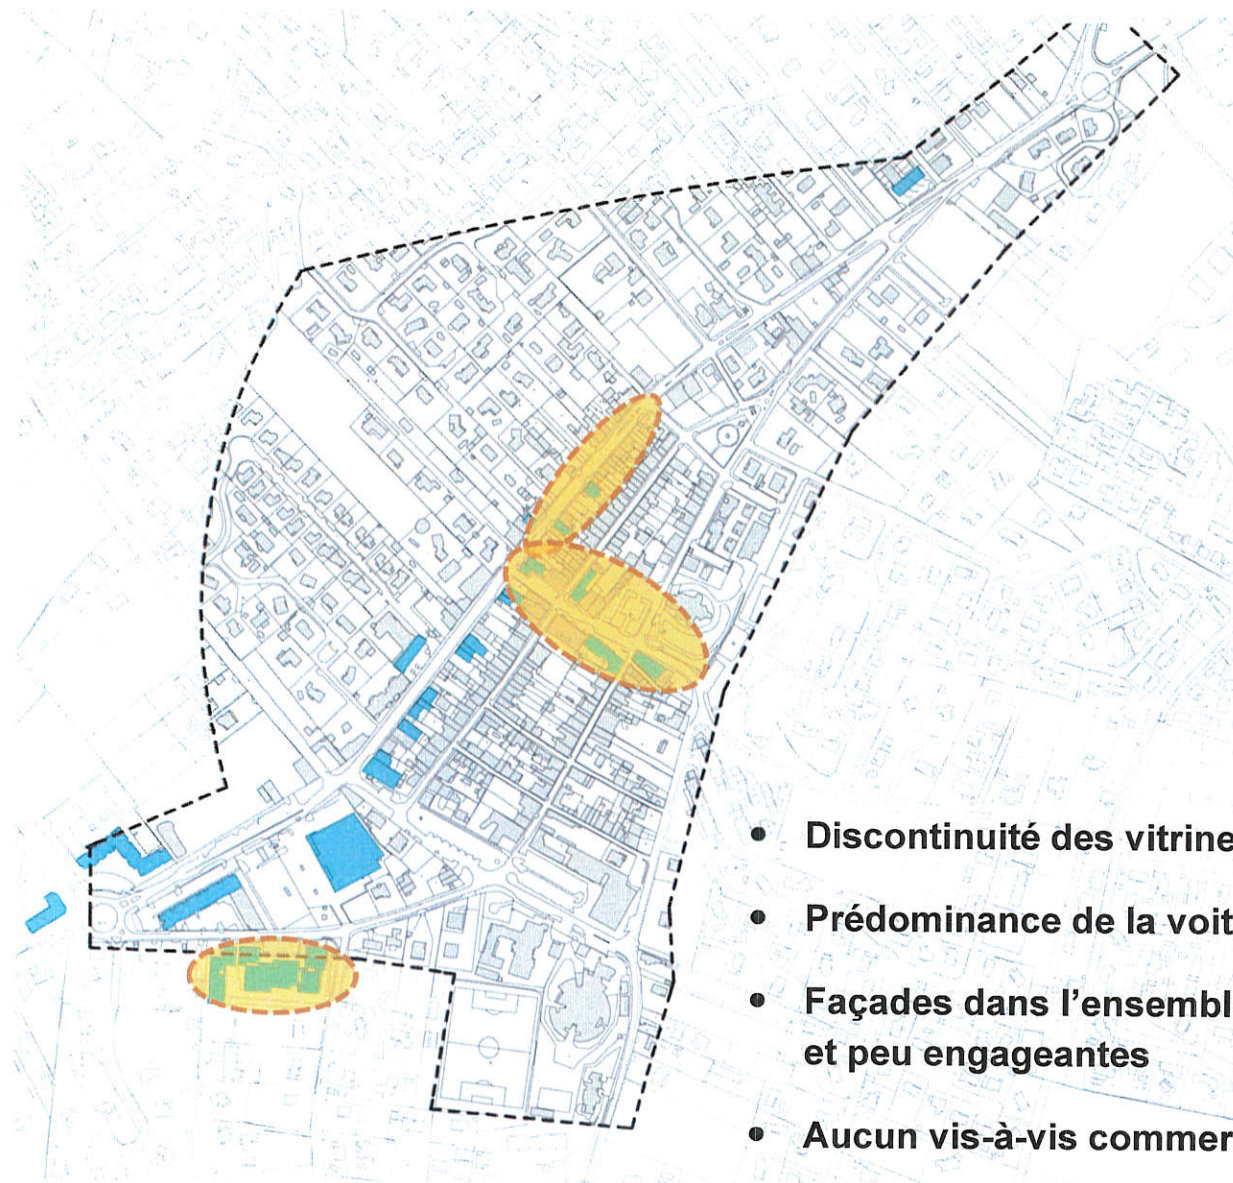 • Discontinuité des vitrine
• Prédominance de la voit
• Façades dans l'ensembl
et peu engageantes
• Aucun vis-à-vis commer